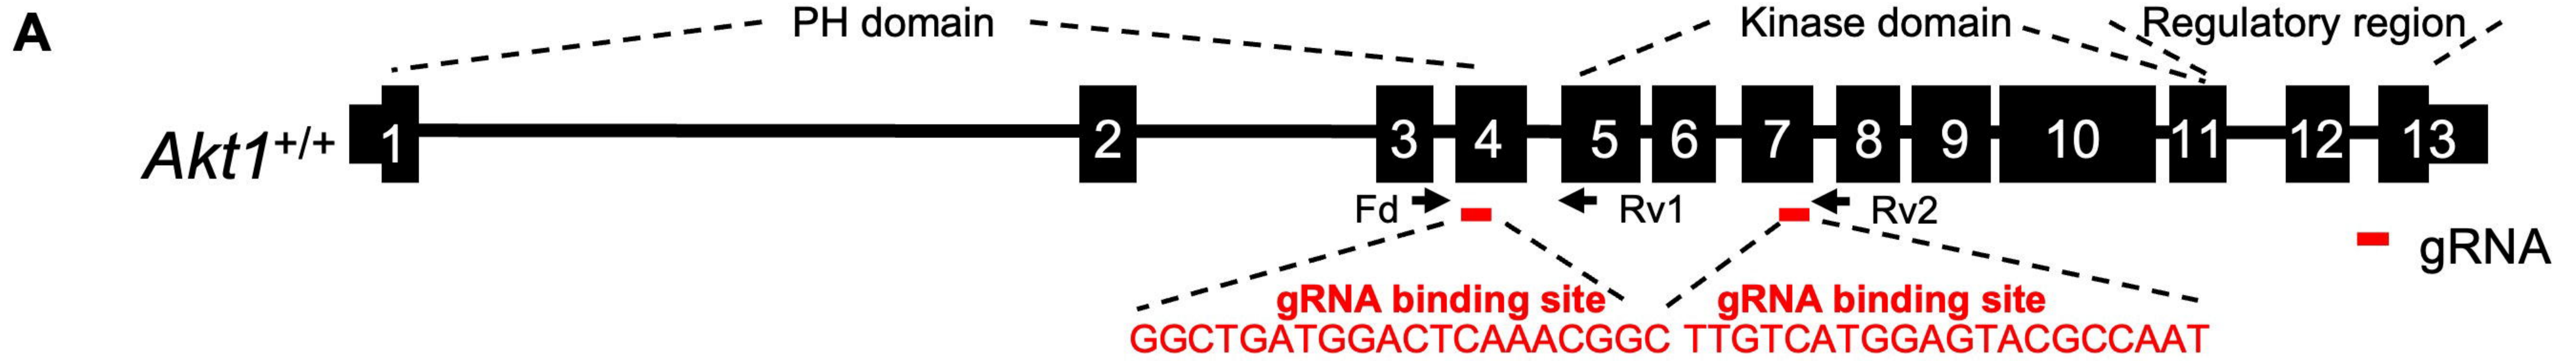 A
PH domain Kinase domain Regulatory region
Akt1+/+ 1 2 3 4 5 6 7 8 9 10 11 12 13
Fd Rv1 Rv2
gRNA
gRNA binding site gRNA binding site
GGCTGATGGACTCAAACGGC TTGTCATGGAGTACGCCAAT